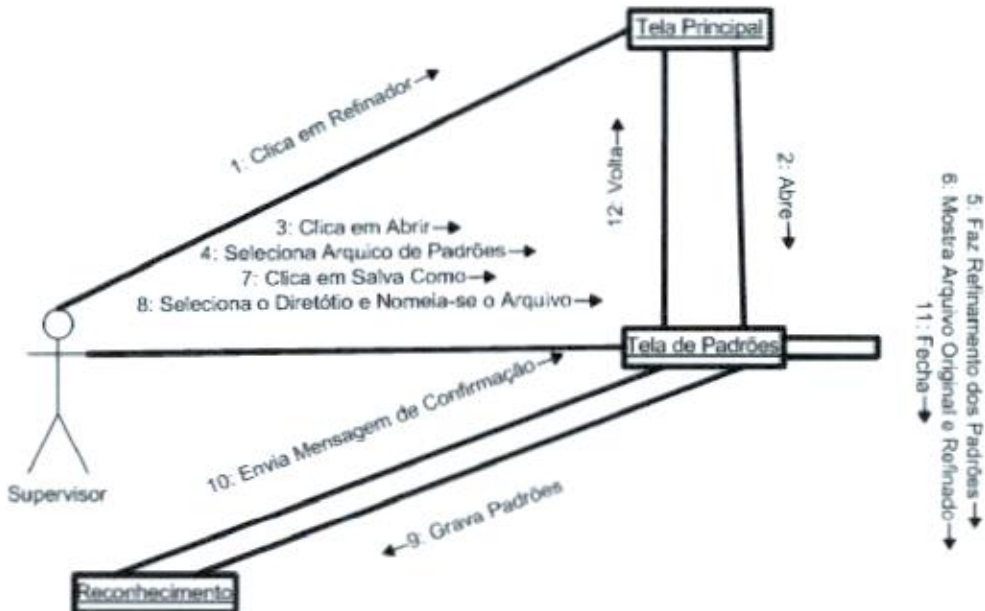 Tela Principal
1: Clica em Refinador→
12: Volta→
2: Abre→
5: Faz Refinamento dos Padrões→
6: Mostra Arquivo Original e Refinado→
11: Fecha→
3: Clica em Abrir→
4: Seleciona Arquico de Padrões→
7: Clica em Salva Como→
8: Seleciona o Diretótio e Nomeia-se o Arquivo→
Tela de Padrões
10: Envia Mensagem de Confirmação→
←9: Grava Padrões
Supervisor
Reconhecimento